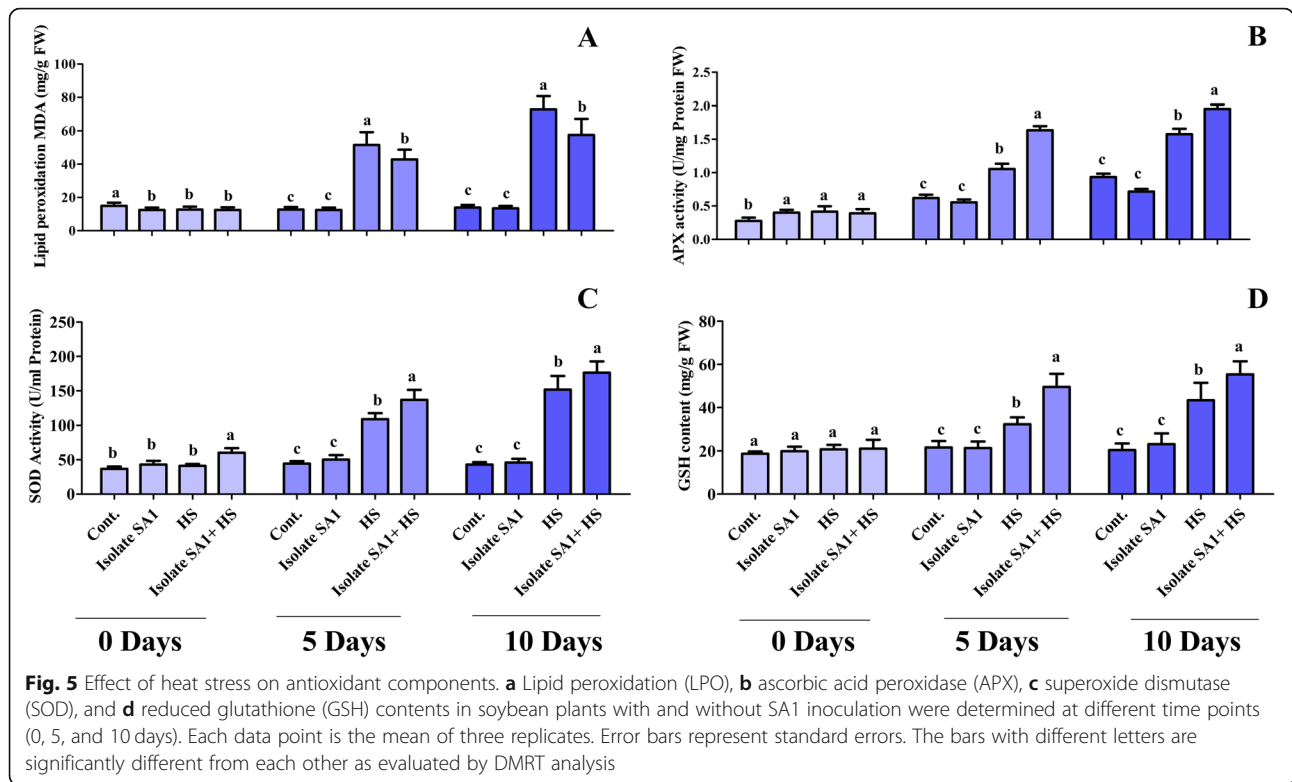 A
Lipid peroxidation MDA (mg/g FW)
100
80
60
40
20
0
a b b b c c a b c c a b
B
APX activity (U/mg Protein FW)
2.5
2.0
1.5
1.0
0.5
0.0
b a a a c c b a c c b a
C
SOD Activity (U/ml Protein)
250
200
150
100
50
0
b b b a c c b a c c b a
Cont. Isolate SA1 HS Isolate SA1+ HS Cont. Isolate SA1 HS Isolate SA1+ HS Cont. Isolate SA1 HS Isolate SA1+ HS
0 Days 5 Days 10 Days
D
GSH content (mg/g FW)
80
60
40
20
0
a a a a c c b a c c b a
Cont. Isolate SA1 HS Isolate SA1+ HS Cont. Isolate SA1 HS Isolate SA1+ HS Cont. Isolate SA1 HS Isolate SA1+ HS
0 Days 5 Days 10 Days
Fig. 5 Effect of heat stress on antioxidant components. a Lipid peroxidation (LPO), b ascorbic acid peroxidase (APX), c superoxide dismutase
(SOD), and d reduced glutathione (GSH) contents in soybean plants with and without SA1 inoculation were determined at different time points
(0, 5, and 10 days). Each data point is the mean of three replicates. Error bars represent standard errors. The bars with different letters are
significantly different from each other as evaluated by DMRT analysis